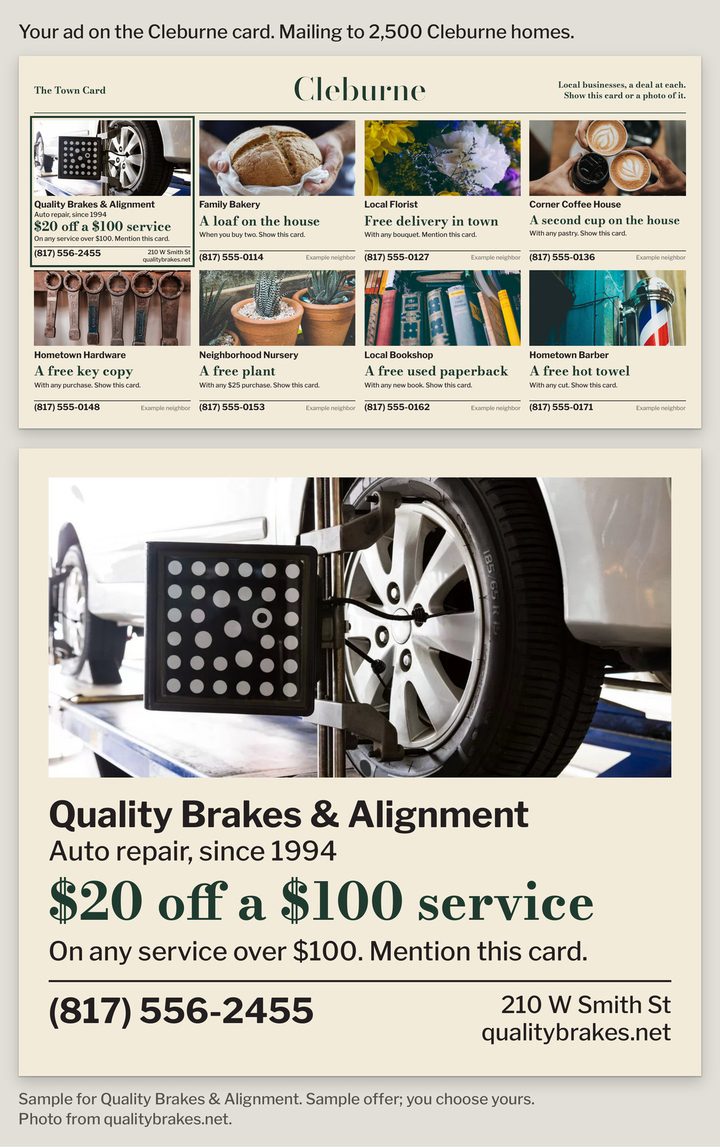 Your ad on the Cleburne card. Mailing to 2,500 Cleburne homes.
The Town Card
Cleburne
Local businesses, a deal at each.
Show this card or a photo of it.
Quality Brakes & Alignment
Auto repair, since 1994
$20 off a $100 service
On any service over $100. Mention this card.
(817) 556-2455
210 W Smith St
qualitybrakes.net
Family Bakery
A loaf on the house
When you buy two. Show this card.
(817) 555-0114
Example neighbor
Local Florist
Free delivery in town
With any bouquet. Mention this card.
(817) 555-0127
Example neighbor
Corner Coffee House
A second cup on the house
With any pastry. Show this card.
(817) 555-0136
Example neighbor
Hometown Hardware
A free key copy
With any purchase. Show this card.
(817) 555-0148
Example neighbor
Neighborhood Nursery
A free plant
With any $25 purchase. Show this card.
(817) 555-0153
Example neighbor
Local Bookshop
A free used paperback
With any new book. Show this card.
(817) 555-0162
Example neighbor
Hometown Barber
A free hot towel
With any cut. Show this card.
(817) 555-0171
Example neighbor
185/65 R
Quality Brakes & Alignment
Auto repair, since 1994
$20 off a $100 service
On any service over $100. Mention this card.
(817) 556-2455
210 W Smith St
qualitybrakes.net
Sample for Quality Brakes & Alignment. Sample offer; you choose yours.
Photo from qualitybrakes.net.